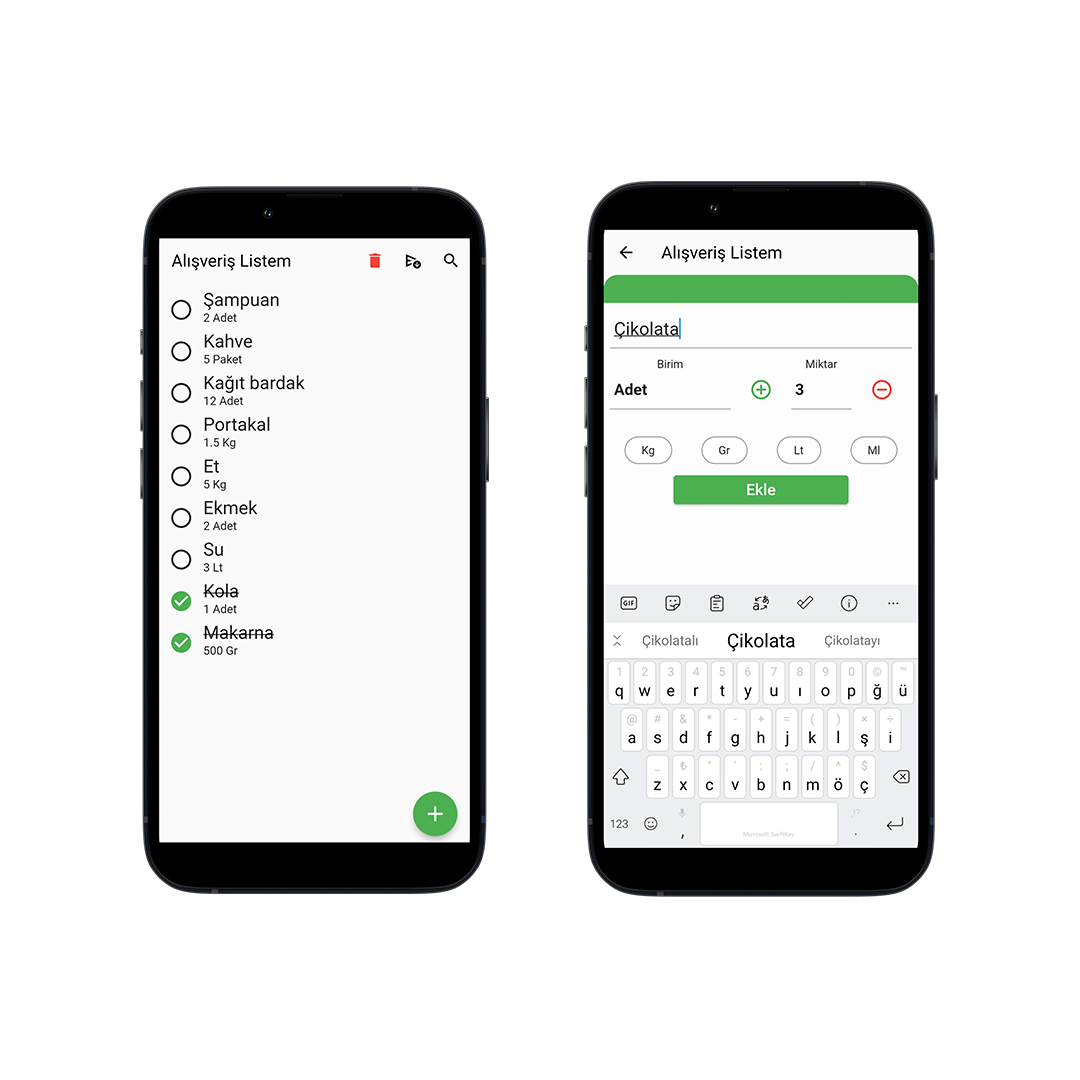 Alışveriş Listem
Şampuan
2 Adet
Kahve
5 Paket
Kağıt bardak
12 Adet
Portakal
1.5 Kg
Et
5 Kg
Ekmek
2 Adet
Su
3 Lt
Kola
1 Adet
Makarna
500 Gr
Alışveriş Listem
Çikolata
Birim Miktar
Adet 3
Kg Gr Lt Ml
Ekle
GIF
Çikolatalı Çikolata Çikolatayı
1 2 3 4 5 6 7 8 9 0 © ™
q w e r t y u ı o p ğ ü
@ # & * - + = ( ) × ÷
a s d f g h j k l ş i
_ ₺ " ' : ; / ^ $
z x c v b n m ö ç
123 , Microsoft SwiftKey . ,!?